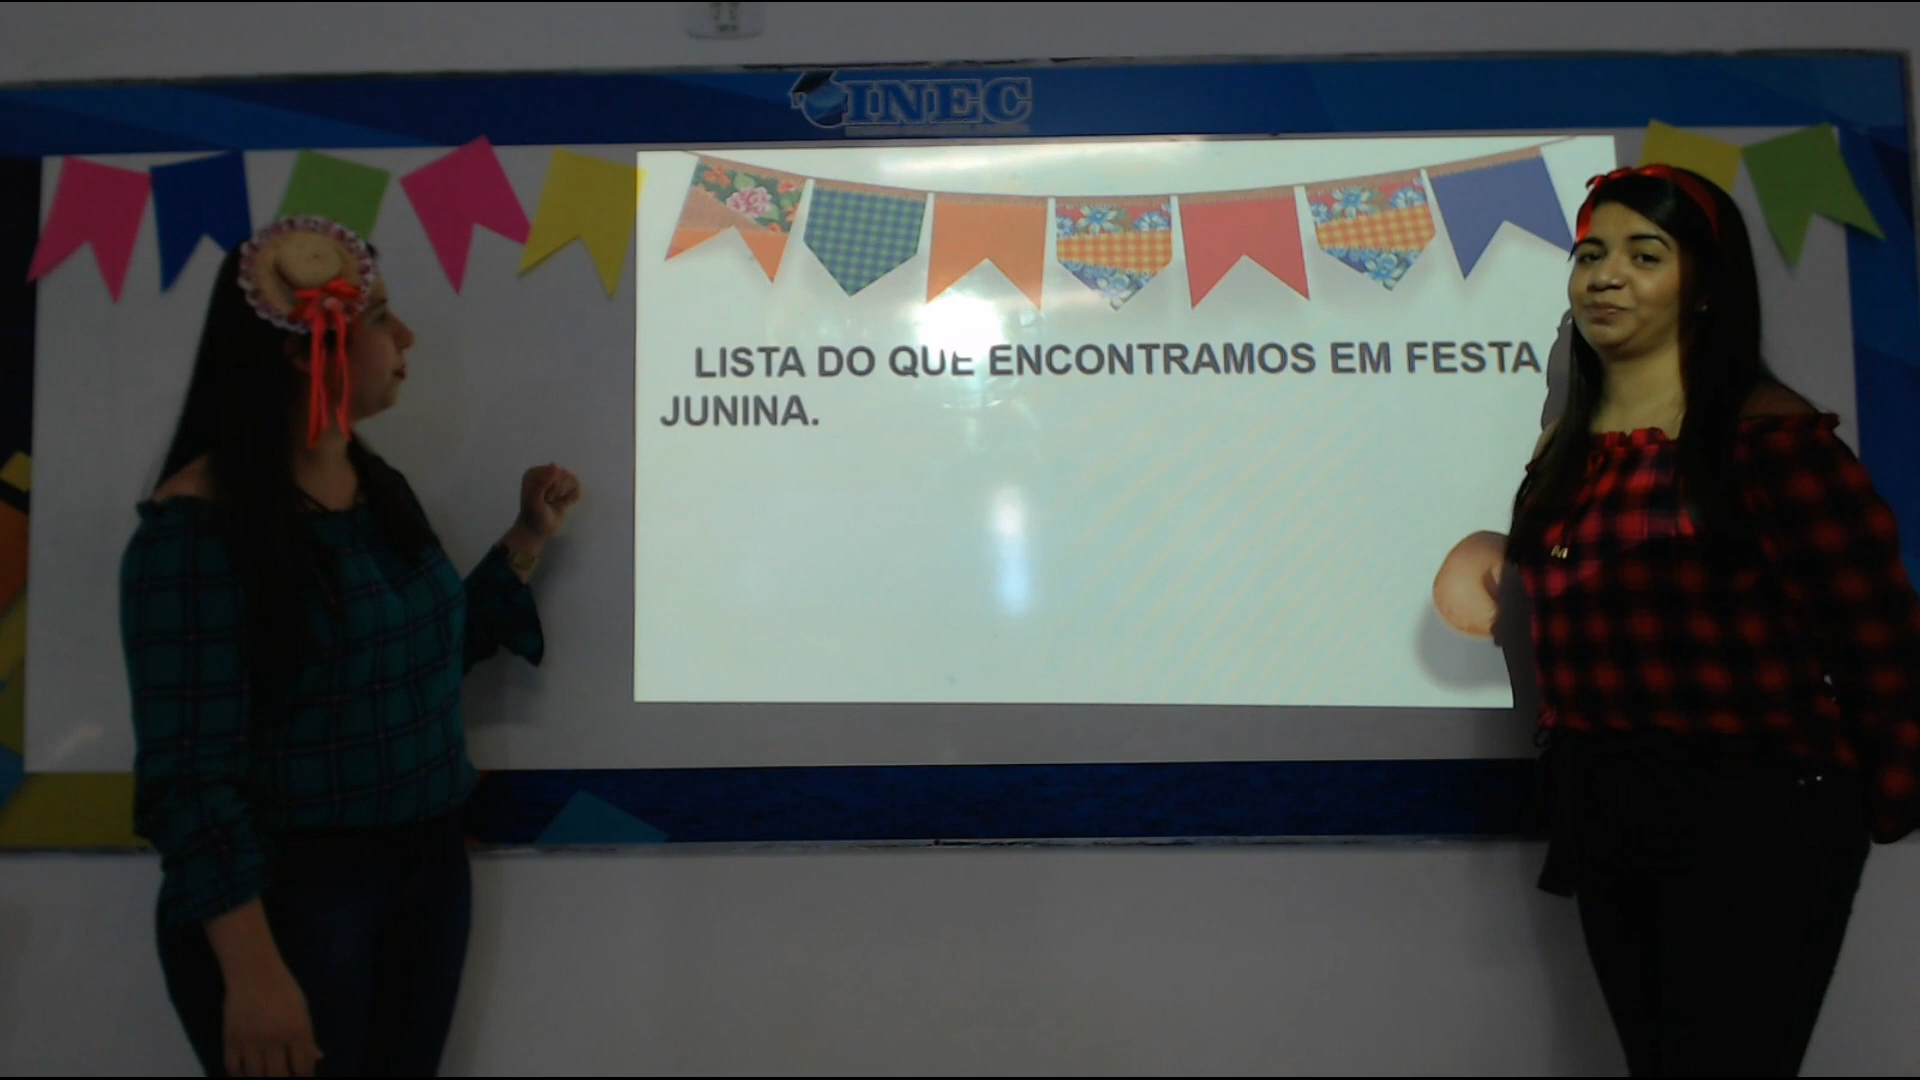 INEC
LISTA DO QUE ENCONTRAMOS EM FESTA
JUNINA.